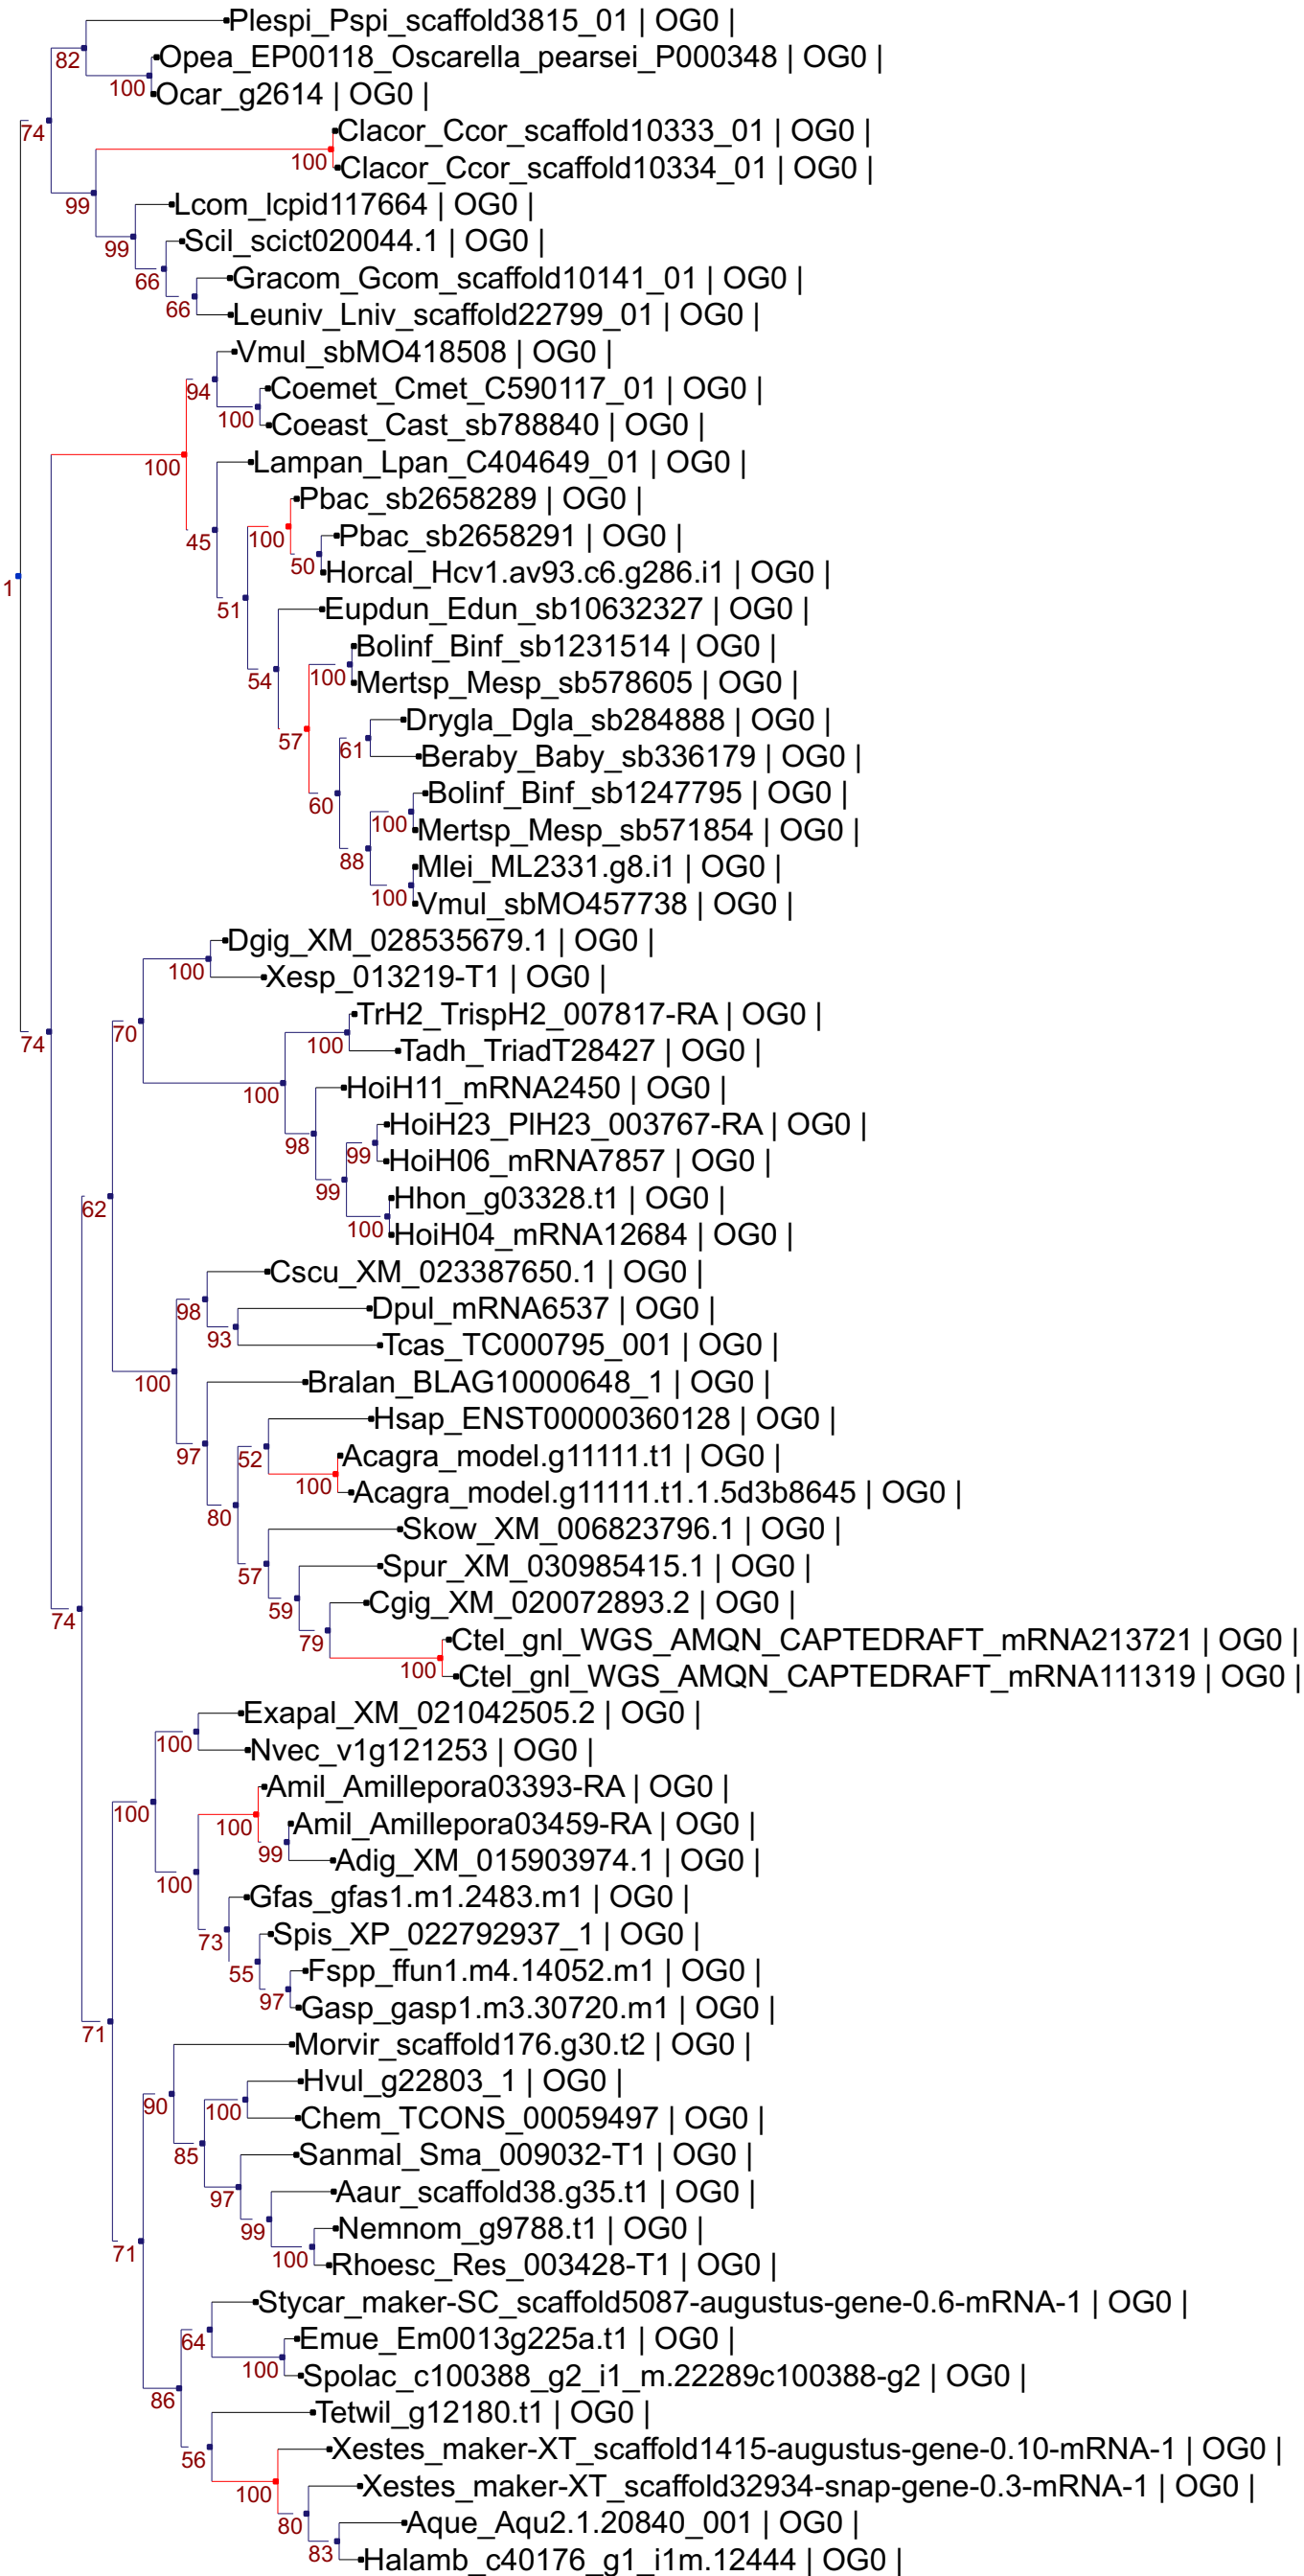 Plespi_Pspi_scaffold3815_01 | OG0 |
82
Opea_EP00118_Oscarella_pearsei_P000348 | OG0 |
100
Ocar_g2614 | OG0 |
74
Clacor_Ccor_scaffold10333_01 | OG0 |
100
Clacor_Ccor_scaffold10334_01 | OG0 |
99
Lcom_lcpid117664 | OG0 |
99
Scil_scict020044.1 | OG0 |
66
Gracom_Gcom_scaffold10141_01 | OG0 |
66
Leuniv_Lniv_scaffold22799_01 | OG0 |
Vmul_sbMO418508 | OG0 |
94
Coemet_Cmet_C590117_01 | OG0 |
100
Coeast_Cast_sb788840 | OG0 |
100
Lampan_Lpan_C404649_01 | OG0 |
Pbac_sb2658289 | OG0 |
45
100
Pbac_sb2658291 | OG0 |
50
Horcal_Hcv1.av93.c6.g286.i1 | OG0 |
1
51
Eupdun_Edun_sb10632327 | OG0 |
Bolinf_Binf_sb1231514 | OG0 |
54
100
Mertsp_Mesp_sb578605 | OG0 |
Drygla_Dgla_sb284888 | OG0 |
57
61
Beraby_Baby_sb336179 | OG0 |
Bolinf_Binf_sb1247795 | OG0 |
60
100
Mertsp_Mesp_sb571854 | OG0 |
88
Mlei_ML2331.g8.i1 | OG0 |
100
Vmul_sbMO457738 | OG0 |
Dgig_XM_028535679.1 | OG0 |
100
Xesp_013219-T1 | OG0 |
TrH2_TrispH2_007817-RA | OG0 |
74
70
100
Tadh_TriadT28427 | OG0 |
100
HoiH11_mRNA2450 | OG0 |
HoiH23_PlH23_003767-RA | OG0 |
98
99
HoiH06_mRNA7857 | OG0 |
99
Hhon_g03328.t1 | OG0 |
62
100
HoiH04_mRNA12684 | OG0 |
Cscu_XM_023387650.1 | OG0 |
98
Dpul_mRNA6537 | OG0 |
93
Tcas_TC000795_001 | OG0 |
100
Bralan_BLAG10000648_1 | OG0 |
Hsap_ENST00000360128 | OG0 |
97
52
Acagra_model.g11111.t1 | OG0 |
100
Acagra_model.g11111.t1.1.5d3b8645 | OG0 |
80
Skow_XM_006823796.1 | OG0 |
57
Spur_XM_030985415.1 | OG0 |
59
Cgig_XM_020072893.2 | OG0 |
74
79
Ctel_gnl_WGS_AMQN_CAPTEDRAFT_mRNA213721 | OG0 |
100
Ctel_gnl_WGS_AMQN_CAPTEDRAFT_mRNA111319 | OG0 |
Exapal_XM_021042505.2 | OG0 |
100
Nvec_v1g121253 | OG0 |
Amil_Amillepora03393-RA | OG0 |
100
100
Amil_Amillepora03459-RA | OG0 |
99
Adig_XM_015903974.1 | OG0 |
100
Gfas_gfas1.m1.2483.m1 | OG0 |
73
Spis_XP_022792937_1 | OG0 |
55
Fspp_ffun1.m4.14052.m1 | OG0 |
97
Gasp_gasp1.m3.30720.m1 | OG0 |
71
Morvir_scaffold176.g30.t2 | OG0 |
Hvul_g22803_1 | OG0 |
90
100
Chem_TCONS_00059497 | OG0 |
85
Sanmal_Sma_009032-T1 | OG0 |
97
Aaur_scaffold38.g35.t1 | OG0 |
99
Nemnom_g9788.t1 | OG0 |
71
100
Rhoesc_Res_003428-T1 | OG0 |
Stycar_maker-SC_scaffold5087-augustus-gene-0.6-mRNA-1 | OG0 |
64
Emue_Em0013g225a.t1 | OG0 |
100
Spolac_c100388_g2_i1_m.22289c100388-g2 | OG0 |
86
Tetwil_g12180.t1 | OG0 |
56
Xestes_maker-XT_scaffold1415-augustus-gene-0.10-mRNA-1 | OG0 |
100
Xestes_maker-XT_scaffold32934-snap-gene-0.3-mRNA-1 | OG0 |
80
Aque_Aqu2.1.20840_001 | OG0 |
83
Halamb_c40176_g1_i1m.12444 | OG0 |